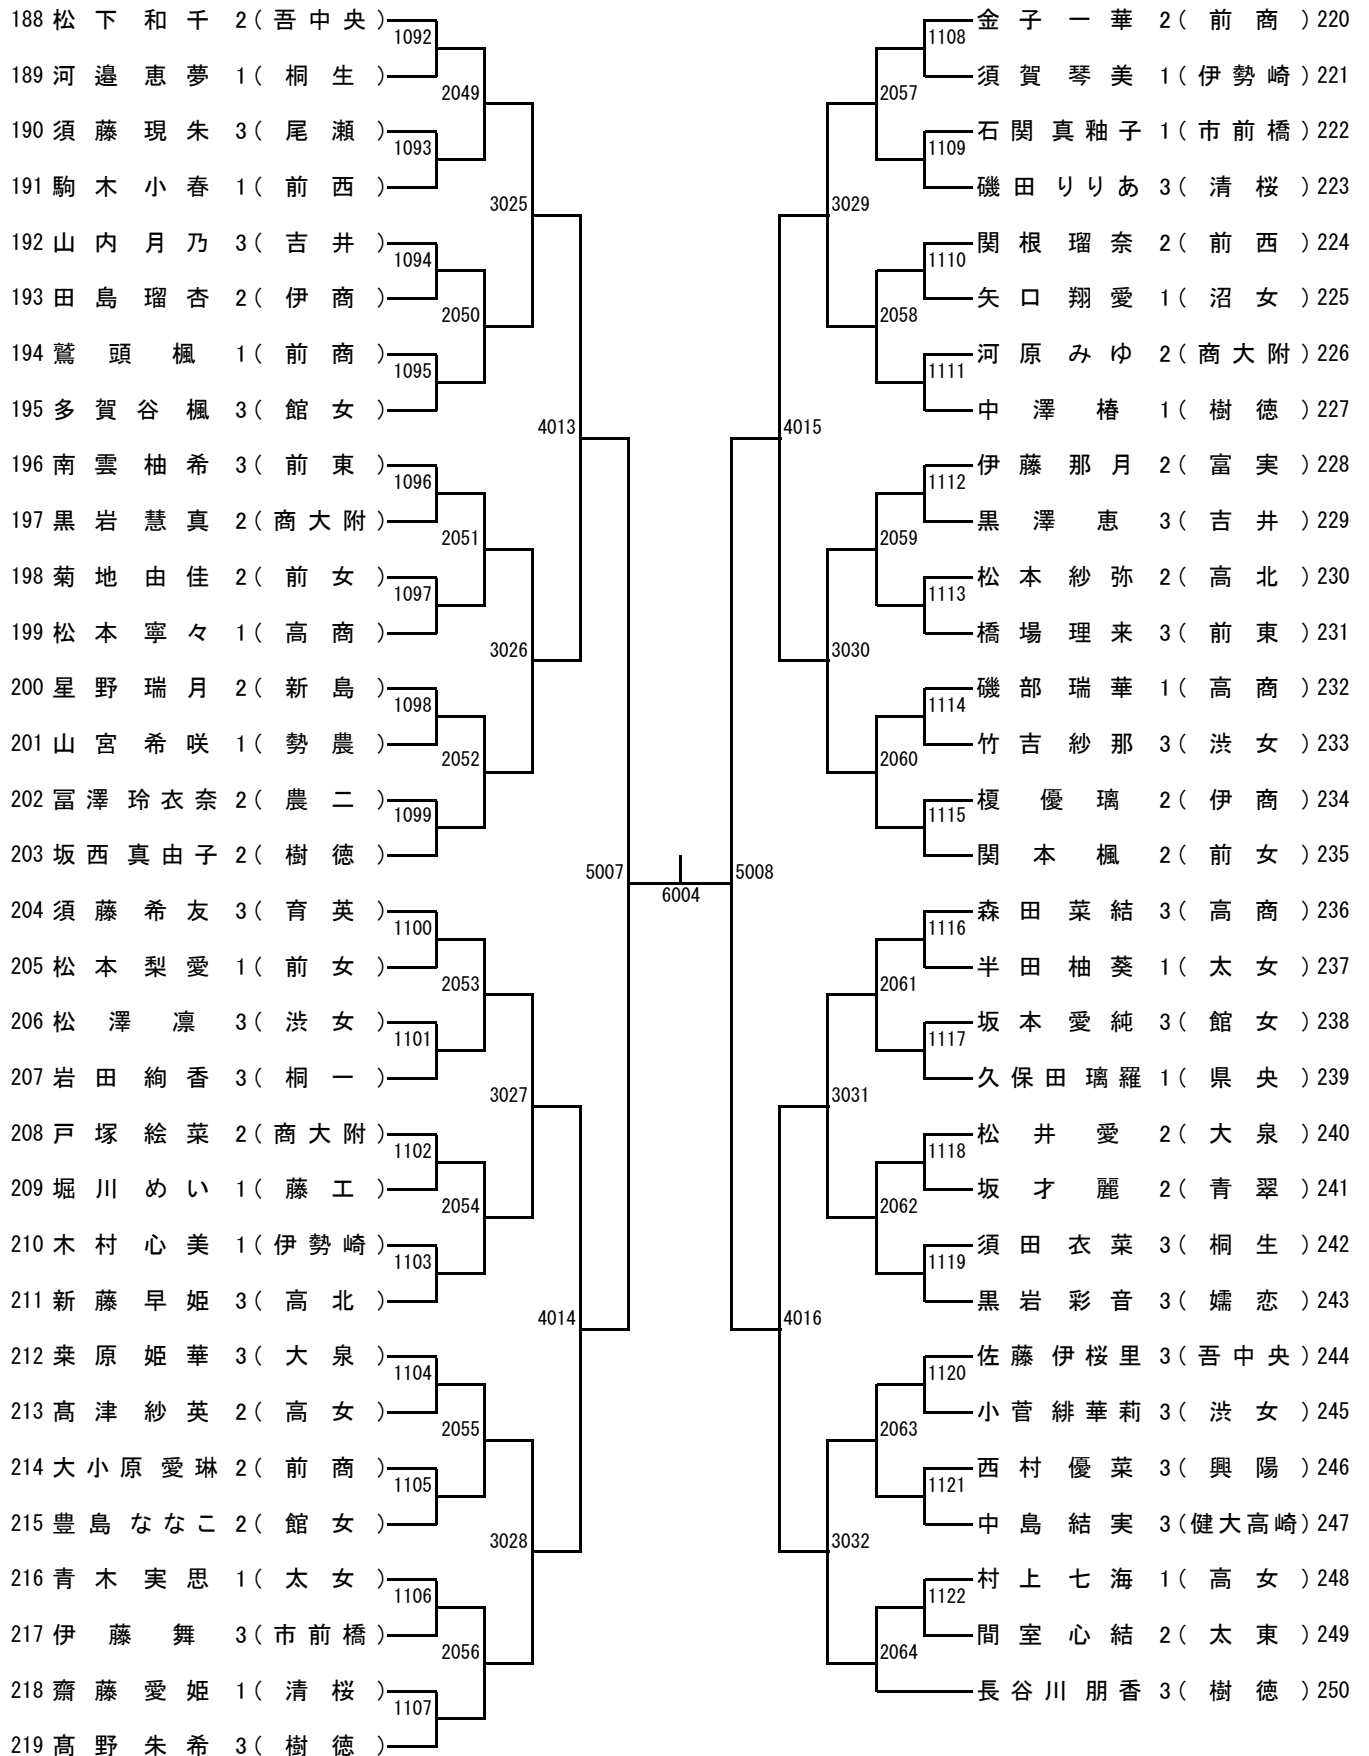 188 松下和千 2(吾中央)
1092
189 河邉恵夢 1(桐生)
2049
190 須藤現朱 3(尾瀬)
1093
191 駒木小春 1(前西)
3025
192 山内月乃 3(吉井)
1094
193 田島瑠杏 2(伊商)
2050
194 鷲頭楓 1(前商)
1095
195 多賀谷楓 3(館女)
4013
196 南雲柚希 3(前東)
1096
197 黒岩慧真 2(商大附)
2051
198 菊地由佳 2(前女)
1097
199 松本寧々 1(高商)
3026
200 星野瑞月 2(新島)
1098
201 山宮希咲 1(勢農)
2052
202 冨澤玲衣奈 2(農二)
1099
203 坂西真由子 2(樹徳)
5007
204 須藤希友 3(育英)
1100
205 松本梨愛 1(前女)
2053
206 松澤凛 3(渋女)
1101
207 岩田絢香 3(桐一)
3027
208 戸塚絵菜 2(商大附)
1102
209 堀川めい 1(藤工)
2054
210 木村心美 1(伊勢崎)
1103
211 新藤早姫 3(高北)
4014
212 桒原姫華 3(大泉)
1104
213 髙津紗英 2(高女)
2055
214 大小原愛琳 2(前商)
1105
215 豊島ななこ 2(館女)
3028
216 青木実思 1(太女)
1106
217 伊藤舞 3(市前橋)
2056
218 齋藤愛姫 1(清桜)
1107
219 髙野朱希 3(樹徳)
6004
金子一華 2(前商)220
1108
須賀琴美 1(伊勢崎)221
2057
石関真釉子 1(市前橋)222
1109
磯田りりあ 3(清桜)223
3029
関根瑠奈 2(前西)224
1110
矢口翔愛 1(沼女)225
2058
河原みゆ 2(商大附)226
1111
中澤椿 1(樹徳)227
4015
伊藤那月 2(富実)228
1112
黒澤恵 3(吉井)229
2059
松本紗弥 2(高北)230
1113
橋場理来 3(前東)231
3030
磯部瑞華 1(高商)232
1114
竹吉紗那 3(渋女)233
2060
榎優璃 2(伊商)234
1115
関本楓 2(前女)235
5008
森田菜結 3(高商)236
1116
半田柚葵 1(太女)237
2061
坂本愛純 3(館女)238
1117
久保田璃羅 1(県央)239
3031
松井愛 2(大泉)240
1118
坂才麗 2(青翠)241
2062
須田衣菜 3(桐生)242
1119
黒岩彩音 3(嬬恋)243
4016
佐藤伊桜里 3(吾中央)244
1120
小菅緋華莉 3(渋女)245
2063
西村優菜 3(興陽)246
1121
中島結実 3(健大高崎)247
3032
村上七海 1(高女)248
1122
間室心結 2(太東)249
2064
長谷川朋香 3(樹徳)250